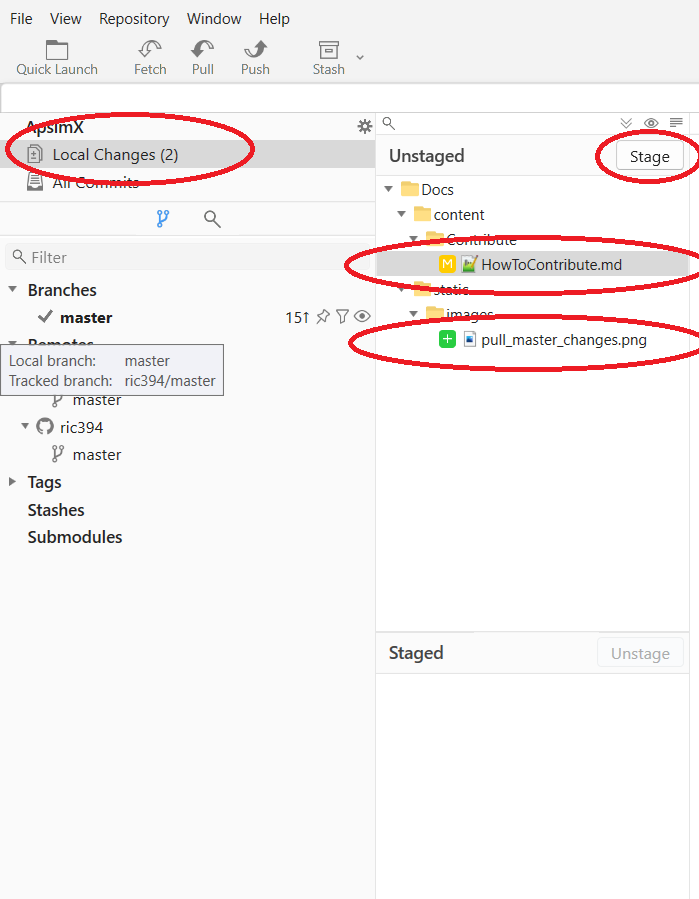 File View Repository Window Help
Quick Launch Fetch Pull Push Stash
ApsimX
Local Changes (2)
All Commits
Filter
Branches
master 15↑
Remotes
Local branch: master
Tracked branch: ric394/master
master
ric394
master
Tags
Stashes
Submodules
Unstaged Stage
Docs
content
Contribute
M HowToContribute.md
static
images
+ pull_master_changes.png
Staged Unstage